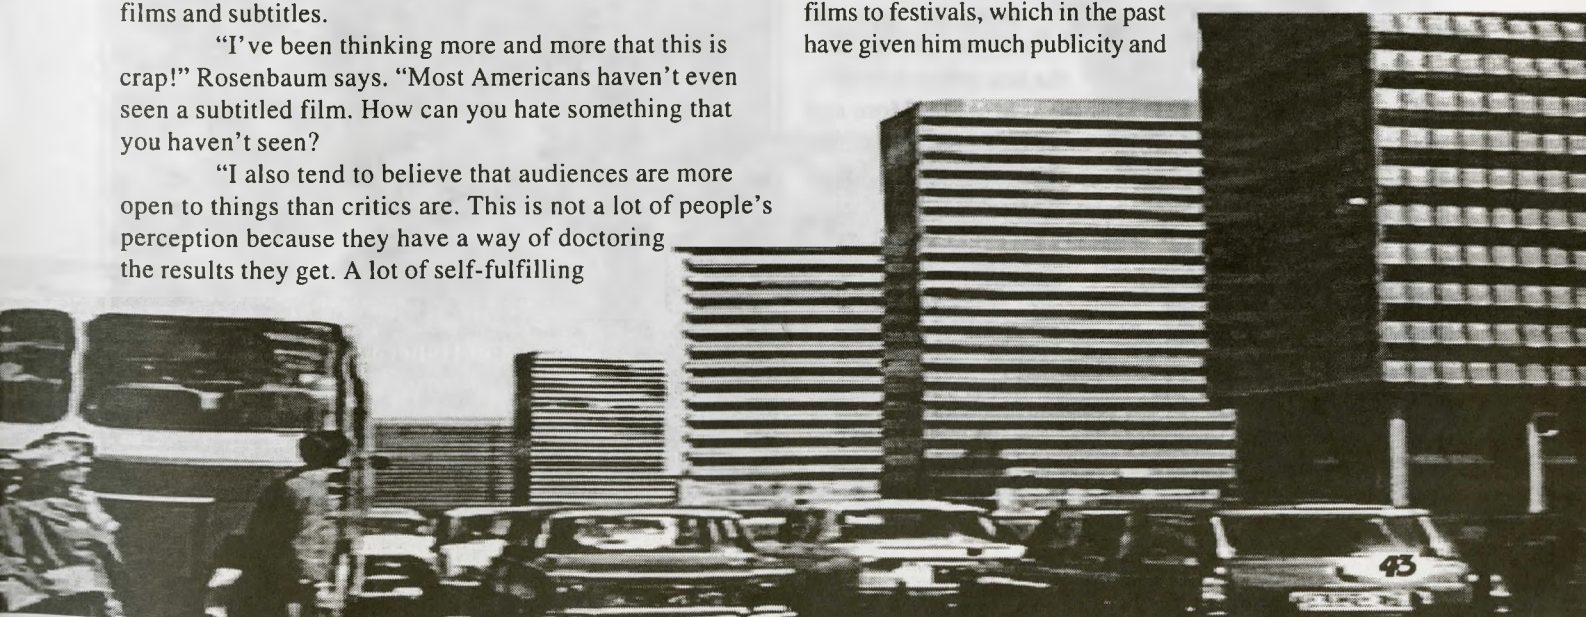 films and subtitles.
“I've been thinking more and more that this is
crap!” Rosenbaum says. “Most Americans haven't even
seen a subtitled film. How can you hate something that
you haven't seen?
“I also tend to believe that audiences are more
open to things than critics are. This is not a lot of people's
perception because they have a way of doctoring
the results they get. A lot of self-fulfilling
films to festivals, which in the past
have given him much publicity and
43